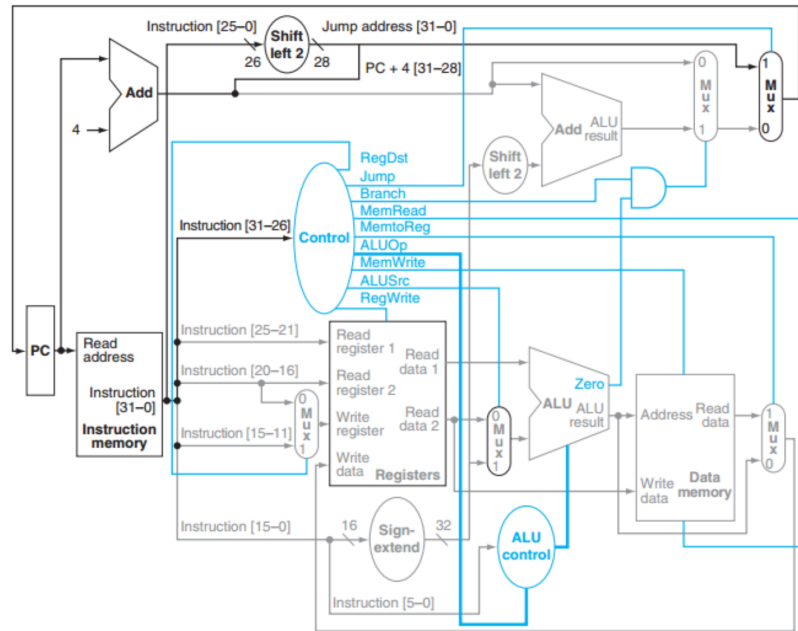 Instruction [25–0]
Shift
left 2
Jump address [31–0]
26
28
PC + 4 [31–28]
Add
4
Add
ALU
result
0
Mux
1
1
Mux
0
Shift
left 2
RegDst
Jump
Branch
MemRead
MemtoReg
ALUOp
MemWrite
ALUSrc
RegWrite
Control
Instruction [31–26]
PC
Read
address
Instruction
[31–0]
Instruction
memory
Instruction [25–21]
Instruction [20–16]
Instruction [15–11]
Instruction [15–0]
0
Mux
1
Read
register 1
Read
register 2
Write
register
Write
data
Read
data 1
Read
data 2
Registers
0
Mux
1
Zero
ALU
ALU
result
Address
Read
data
Write
data
Data
memory
1
Mux
0
16
Sign-
extend
32
ALU
control
Instruction [5–0]